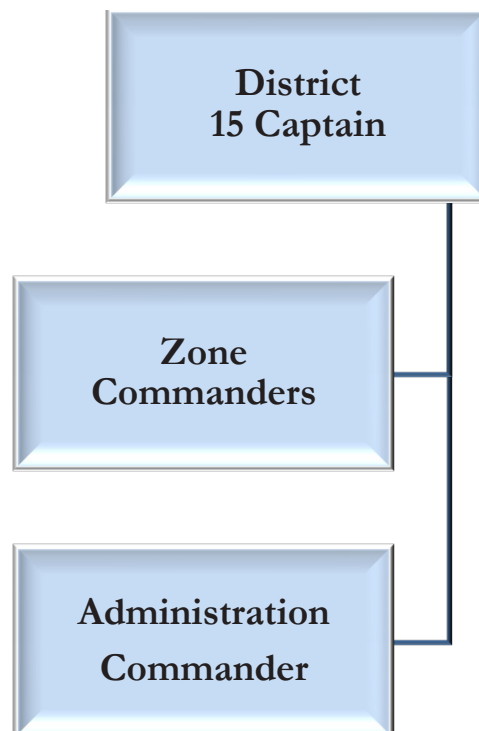 District
15 Captain
Zone
Commanders
Administration
Commander